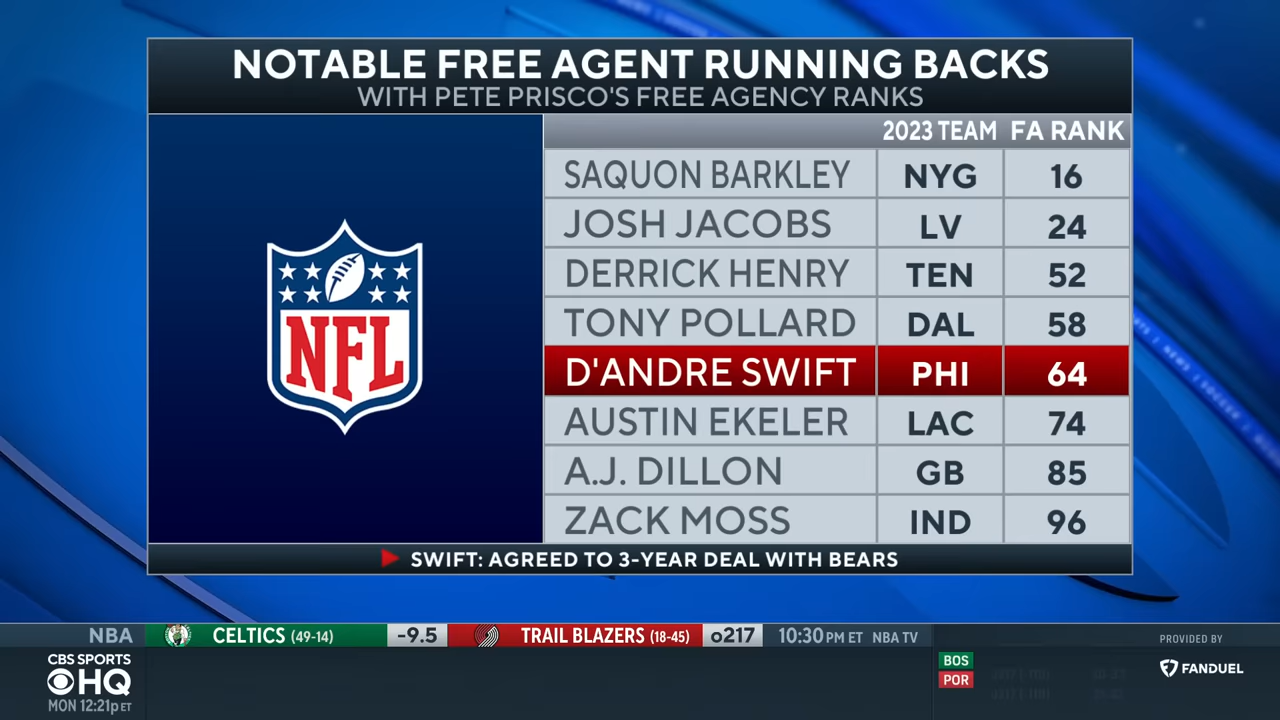 NOTABLE FREE AGENT RUNNING BACKS
WITH PETE PRISCO'S FREE AGENCY RANKS
2023 TEAM FA RANK
SAQUON BARKLEY NYG 16
JOSH JACOBS LV 24
DERRICK HENRY TEN 52
TONY POLLARD DAL 58
D'ANDRE SWIFT PHI 64
AUSTIN EKELER LAC 74
A.J. DILLON GB 85
ZACK MOSS IND 96
NFL
SWIFT: AGREED TO 3-YEAR DEAL WITH BEARS
NBA CELTICS (49-14) -9.5 TRAIL BLAZERS (18-45) o217 10:30 PM ET NBA TV
PROVIDED BY
FANDUEL
CBS SPORTS
HQ
MON 12:21p ET
BOS
POR